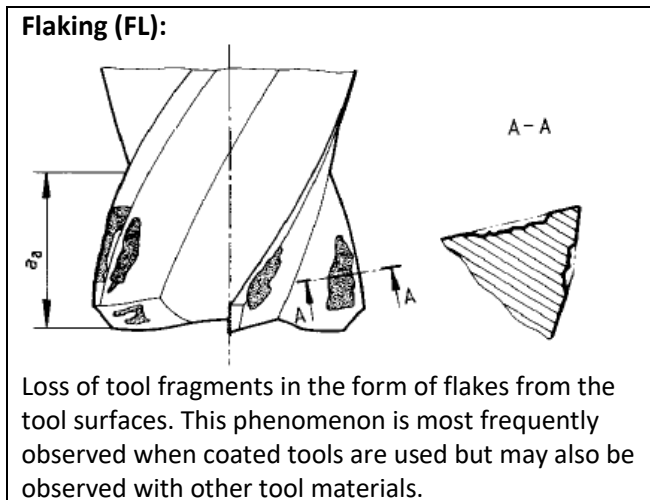 Flaking (FL):
A-A
aa
A
A
Loss of tool fragments in the form of flakes from the
tool surfaces. This phenomenon is most frequently
observed when coated tools are used but may also be
observed with other tool materials.